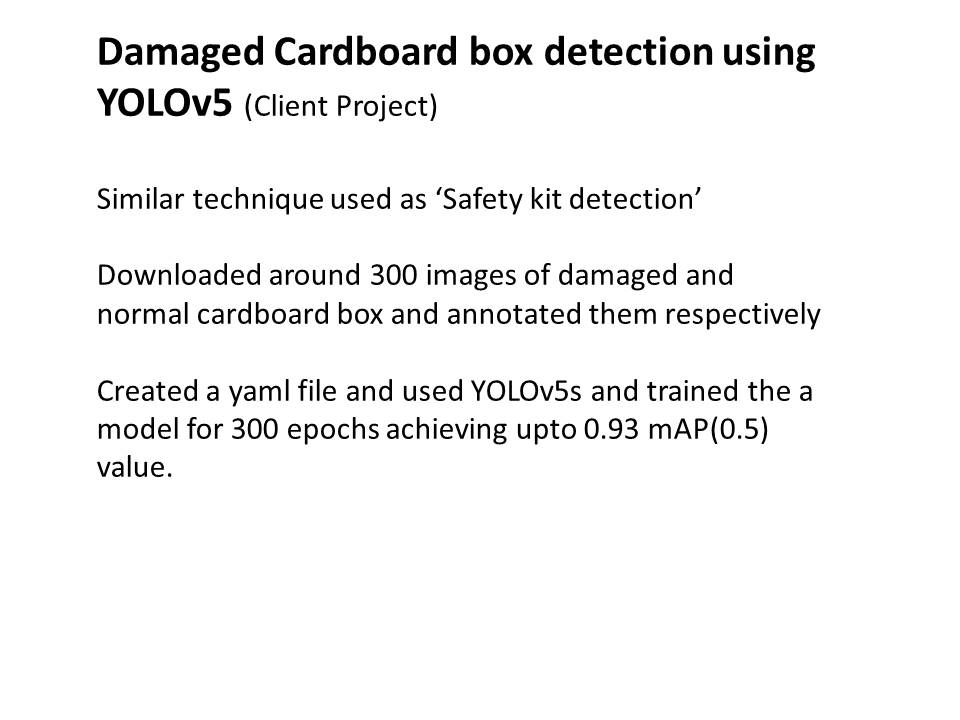 Damaged Cardboard box detection using
YOLOv5 (Client Project)
Similar technique used as ‘Safety kit detection’
Downloaded around 300 images of damaged and
normal cardboard box and annotated them respectively
Created a yaml file and used YOLOv5s and trained the a
model for 300 epochs achieving upto 0.93 mAP(0.5)
value.